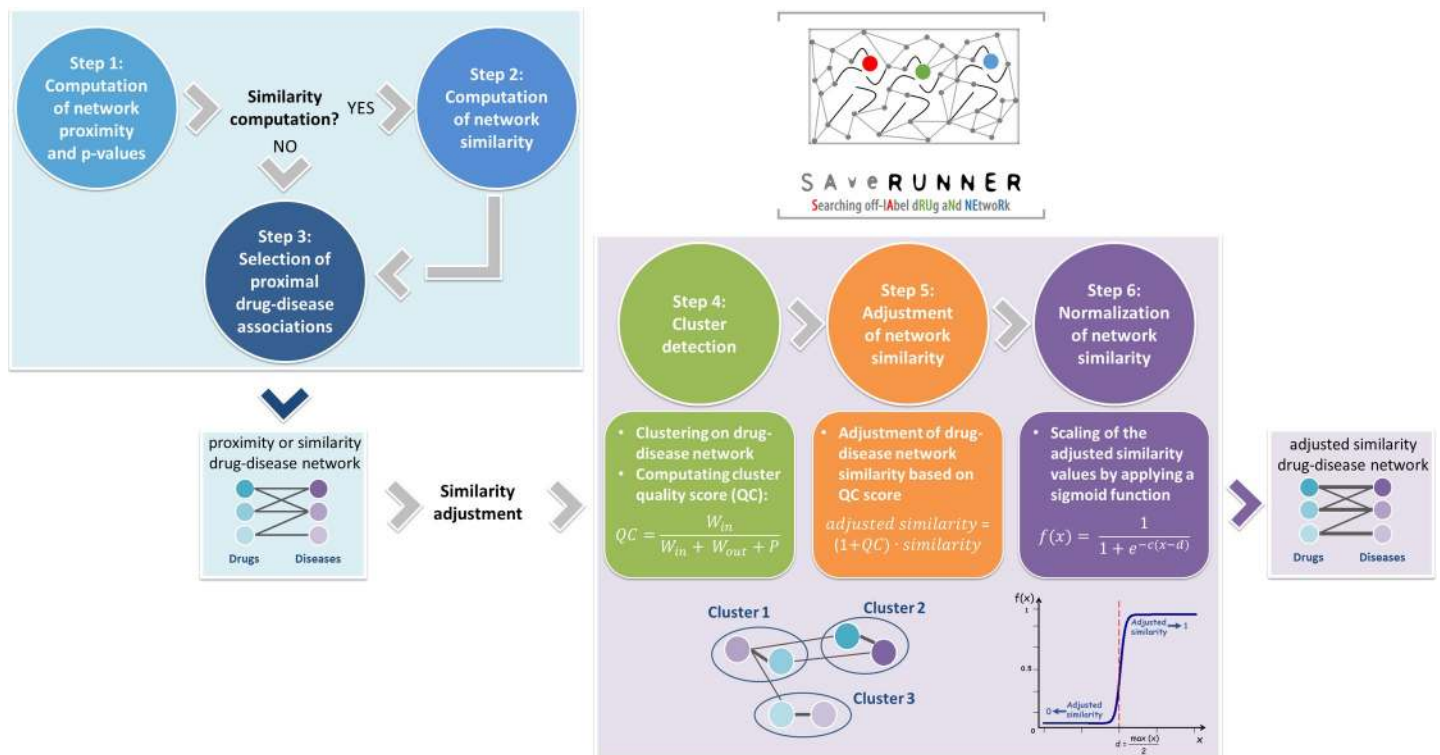 Step 1:
Computation
of network
proximity
and p-values
Similarity
computation?
YES
NO
Step 2:
Computation
of network
similarity
Step 3:
Selection of
proximal
drug-disease
associations
SAveRUNNER
Searching off-lAbel dRUg aNd NEtwoRk
proximity or similarity
drug-disease network
Drugs
Diseases
Similarity
adjustment
Step 4:
Cluster
detection
Step 5:
Adjustment
of network
similarity
Step 6:
Normalization
of network
similarity
• Clustering on drug-
disease network
• Computating cluster
quality score (QC):
QC = W_in / (W_in + W_out + P)
• Adjustment of drug-
disease network
similarity based on
QC score
adjusted similarity =
(1+QC) · similarity
• Scaling of the
adjusted similarity
values by applying a
sigmoid function
f(x) = 1 / (1 + e^{-c(x-d)})
Cluster 1
Cluster 2
Cluster 3
f(x)
1
Adjusted
similarity → 1
0.5
0 ← Adjusted
similarity
0
d = max (x) / 2
x
adjusted similarity
drug-disease network
Drugs
Diseases